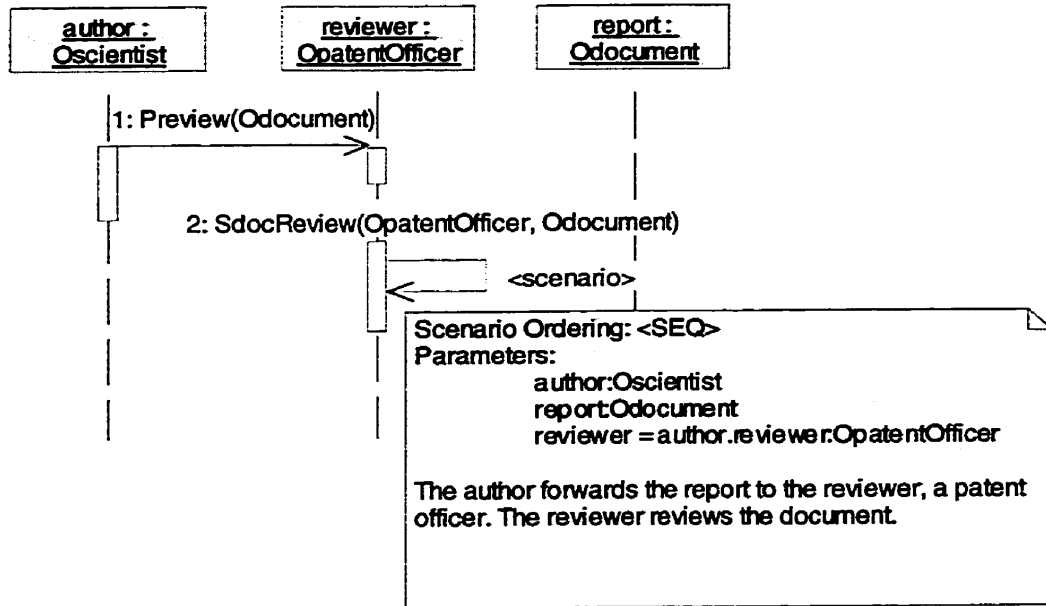 author :
Oscientist
reviewer :
OpatentOfficer
report :
Odocument
1: Preview(Odocument)
2: SdocReview(OpatentOfficer, Odocument)
<scenario>
Scenario Ordering: <SEQ>
Parameters:
author:Oscientist
report:Odocument
reviewer = author.reviewer:OpatentOfficer
The author forwards the report to the reviewer, a patent
officer. The reviewer reviews the document.